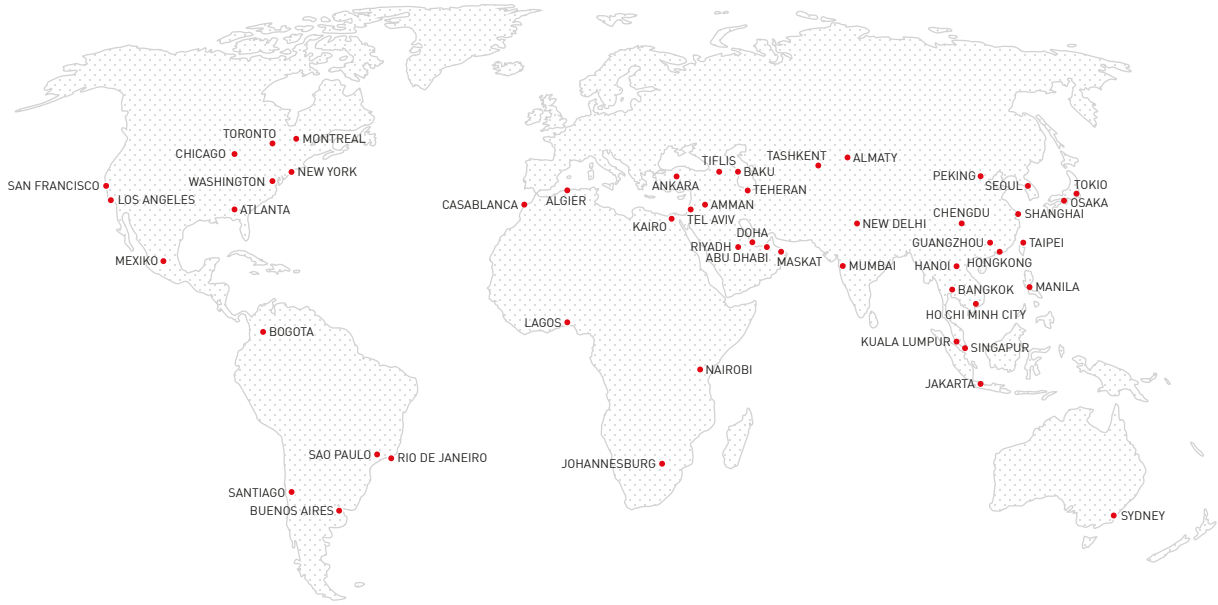 TORONTO
MONTREAL
CHICAGO
NEW YORK
WASHINGTON
SAN FRANCISCO
LOS ANGELES
ATLANTA
MEXIKO
BOGOTA
SAO PAULO
RIO DE JANEIRO
SANTIAGO
BUENOS AIRES
CASABLANCA
ALGIER
LAGOS
NAIROBI
JOHANNESBURG
KAIRO
ANKARA
TIFLIS
BAKU
TEHERAN
AMMAN
TEL AVIV
DOHA
RIYADH
ABU DHABI
MASKAT
TASHKENT
ALMATY
NEW DELHI
MUMBAI
PEKING
SEOUL
TOKIO
OSAKA
SHANGHAI
CHENGDU
GUANGZHOU
TAIPEI
HONGKONG
HANOI
MANILA
BANGKOK
HO CHI MINH CITY
KUALA LUMPUR
SINGAPUR
JAKARTA
SYDNEY